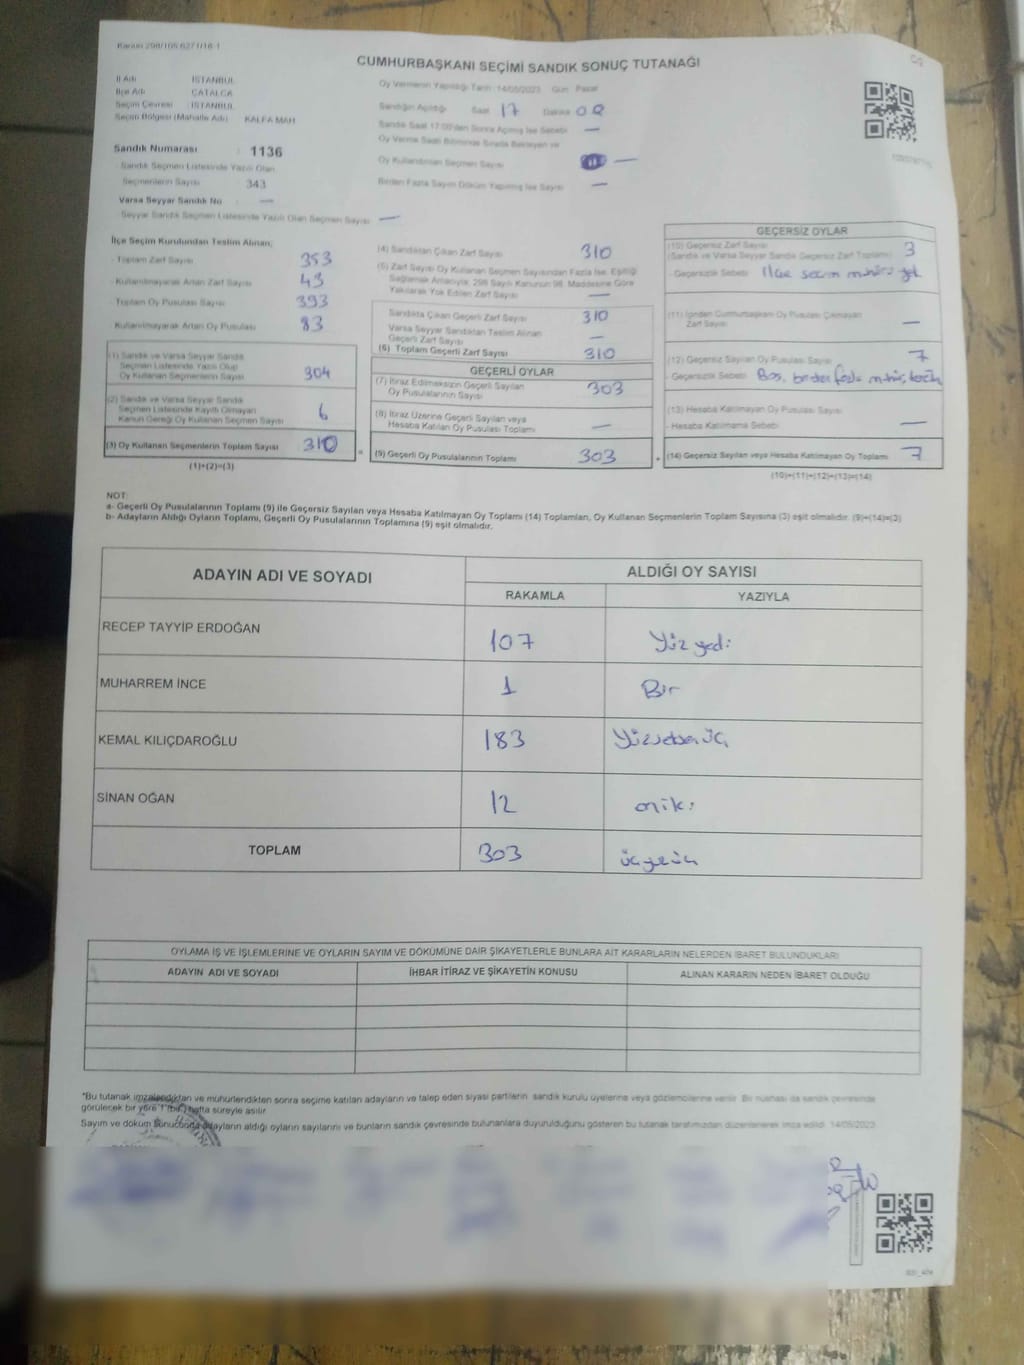 Kanun 298/105 6271/18-1
CUMHURBAŞKANI SEÇİMİ SANDIK SONUÇ TUTANAĞI
İl Adı İSTANBUL
İlçe Adı ÇATALCA
Seçim Çevresi İSTANBUL
Seçim Bölgesi (Mahalle Adı) KALFA MAH
Sandık Numarası : 1136
- Sandık Seçmen Listesinde Yazılı Olan
Seçmenlerin Sayısı 343
Varsa Seyyar Sandık No —
- Seyyar Sandık Seçmen Listesinde Yazılı Olan Seçmen Sayısı —
Oy Vermenin Yapıldığı Tarih 14/05/2023 Gün Pazar
Sandığın Açıldığı Saat 17 Dakika 02
Sandık Saat 17:00'den Sonra Açılmış İse Sebebi —
Oy Verme Saati Bitiminde Sırada Bekleyen ve
Oy Kullandırılan Seçmen Sayısı —
Birden Fazla Sayım Döküm Yapılmış İse Sayısı —
İlçe Seçim Kurulundan Teslim Alınan;
- Toplam Zarf Sayısı 353
- Kullanılmayarak Artan Zarf Sayısı 43
- Toplam Oy Pusulası Sayısı 393
- Kullanılmayarak Artan Oy Pusulası 83
(1) Sandık ve Varsa Seyyar Sandık
Seçmen Listesinde Yazılı Olup
Oy Kullanan Seçmenlerin Sayısı 304
(2) Sandık ve Varsa Seyyar Sandık
Seçmen Listesinde Kayıtlı Olmayan
Kanun Gereği Oy Kullanan Seçmen Sayısı 6
(3) Oy Kullanan Seçmenlerin Toplam Sayısı 310
(1)+(2)=(3)
(4) Sandıktan Çıkan Zarf Sayısı 310
(5) Zarf Sayısı Oy Kullanan Seçmen Sayısından Fazla İse, Eşitliği
Sağlamak Amacıyla; 298 Sayılı Kanunun 98. Maddesine Göre
Yakılarak Yok Edilen Zarf Sayısı —
Sandıkta Çıkan Geçerli Zarf Sayısı 310
Varsa Seyyar Sandıktan Teslim Alınan
Geçerli Zarf Sayısı —
(6) Toplam Geçerli Zarf Sayısı 310
GEÇERLİ OYLAR
(7) İtiraz Edilmeksizin Geçerli Sayılan
Oy Pusulalarının Sayısı 303
(8) İtiraz Üzerine Geçerli Sayılan veya
Hesaba Katılan Oy Pusulası Toplamı —
= (9) Geçerli Oy Pusulalarının Toplamı 303
GEÇERSİZ OYLAR
(10) Geçersiz Zarf Sayısı 3
(Sandık ve Varsa Seyyar Sandık Geçersiz Zarf Toplamı)
- Geçersizlik Sebebi İlçe seçim mührü yok
(11) İçinden Cumhurbaşkanı Oy Pusulası Çıkmayan
Zarf Sayısı —
(12) Geçersiz Sayılan Oy Pusulası Sayısı 7
- Geçersizlik Sebebi Boş, birden fazla mühür
(13) Hesaba Katılmayan Oy Pusulası Sayısı
- Hesaba Katılmama Sebebi —
+ (14) Geçersiz Sayılan veya Hesaba Katılmayan Oy Toplamı 7
(10)+(11)+(12)+(13)=(14)
NOT:
a- Geçerli Oy Pusulalarının Toplamı (9) ile Geçersiz Sayılan veya Hesaba Katılmayan Oy Toplamı (14) Toplamları, Oy Kullanan Seçmenlerin Toplam Sayısına (3) eşit olmalıdır. (9)+(14)=(3)
b- Adayların Aldığı Oyların Toplamı, Geçerli Oy Pusulalarının Toplamına (9) eşit olmalıdır.
ADAYIN ADI VE SOYADI ALDIĞI OY SAYISI
RAKAMLA YAZIYLA
RECEP TAYYİP ERDOĞAN 107 Yüz yedi
MUHARREM İNCE 1 Bir
KEMAL KILIÇDAROĞLU 183 Yüzseksenüç
SİNAN OĞAN 12 oniki
TOPLAM 303 üçyüzüç
OYLAMA İŞ VE İŞLEMLERİNE VE OYLARIN SAYIM VE DÖKÜMÜNE DAİR ŞİKAYETLERLE BUNLARA AİT KARARLARIN NELERDEN İBARET BULUNDUKLARI
ADAYIN ADI VE SOYADI İHBAR İTİRAZ VE ŞİKAYETİN KONUSU ALINAN KARARIN NEDEN İBARET OLDUĞU
*Bu tutanak imzalandıktan ve mühürlendikten sonra seçime katılan adayların ve talep eden siyasi partilerin sandık kurulu üyelerine veya gözlemcilerine verilir. Bir nüshası da sandık çevresinde
görülecek bir yere 1 (bir) hafta süreyle asılır.
Sayım ve döküm sonucunda adayların aldığı oyların sayılarını ve bunların sandık çevresinde bulunanlara duyurulduğunu gösteren bu tutanak tarafımızdan düzenlenerek imza edildi. 14/05/2023